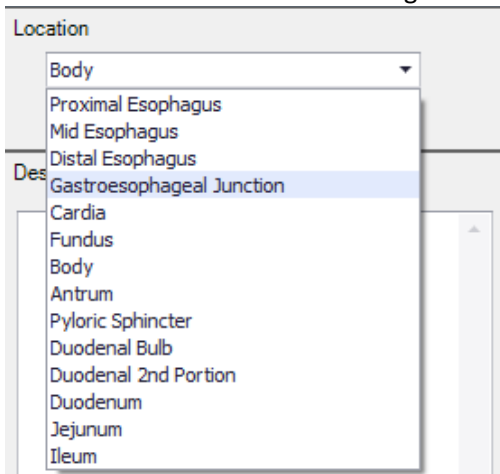 Location
Body
Proximal Esophagus
Mid Esophagus
Distal Esophagus
Des
Gastroesophageal Junction
Cardia
Fundus
Body
Antrum
Pyloric Sphincter
Duodenal Bulb
Duodenal 2nd Portion
Duodenum
Jejunum
Ileum